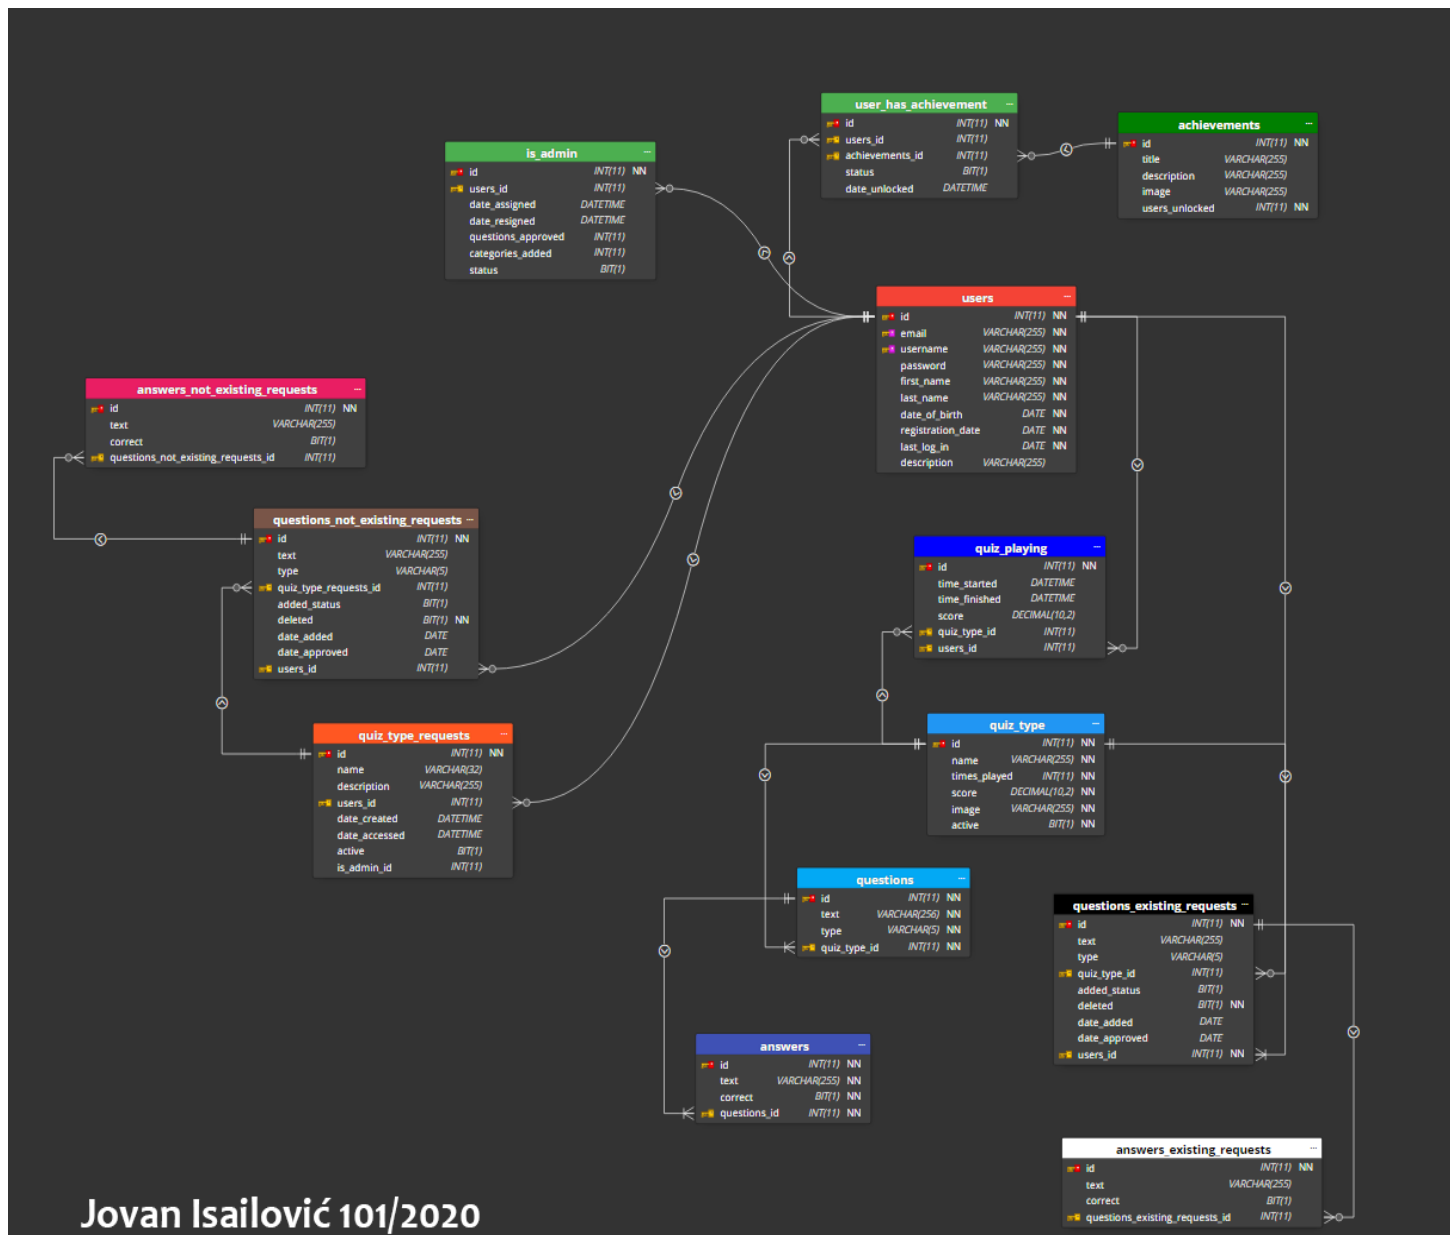 user_has_achievement
id INT(11) NN
users_id INT(11)
achievements_id INT(11)
status BIT(1)
date_unlocked DATETIME
achievements
id INT(11) NN
title VARCHAR(255)
description VARCHAR(255)
image VARCHAR(255)
users_unlocked INT(11) NN
is_admin
id INT(11) NN
users_id INT(11)
date_assigned DATETIME
date_resigned DATETIME
questions_approved INT(11)
categories_added INT(11)
status BIT(1)
users
id INT(11) NN
email VARCHAR(255) NN
username VARCHAR(255) NN
password VARCHAR(255) NN
first_name VARCHAR(255) NN
last_name VARCHAR(255) NN
date_of_birth DATE NN
registration_date DATE NN
last_log_in DATE NN
description VARCHAR(255)
answers_not_existing_requests
id INT(11) NN
text VARCHAR(255)
correct BIT(1)
questions_not_existing_requests_id INT(11)
questions_not_existing_requests
id INT(11) NN
text VARCHAR(255)
type VARCHAR(5)
quiz_type_requests_id INT(11)
added_status BIT(1)
deleted BIT(1) NN
date_added DATE
date_approved DATE
users_id INT(11)
quiz_playing
id INT(11) NN
time_started DATETIME
time_finished DATETIME
score DECIMAL(10,2)
quiz_type_id INT(11)
users_id INT(11)
quiz_type_requests
id INT(11) NN
name VARCHAR(32)
description VARCHAR(255)
users_id INT(11)
date_created DATETIME
date_accessed DATETIME
active BIT(1)
is_admin_id INT(11)
quiz_type
id INT(11) NN
name VARCHAR(255) NN
times_played INT(11) NN
score DECIMAL(10,2) NN
image VARCHAR(255) NN
active BIT(1) NN
questions
id INT(11) NN
text VARCHAR(256) NN
type VARCHAR(5) NN
quiz_type_id INT(11) NN
questions_existing_requests
id INT(11) NN
text VARCHAR(255)
type VARCHAR(5)
quiz_type_id INT(11)
added_status BIT(1)
deleted BIT(1) NN
date_added DATE
date_approved DATE
users_id INT(11) NN
answers
id INT(11) NN
text VARCHAR(255) NN
correct BIT(1) NN
questions_id INT(11) NN
answers_existing_requests
id INT(11) NN
text VARCHAR(255)
correct BIT(1)
questions_existing_requests_id INT(11)
Jovan Isailović 101/2020